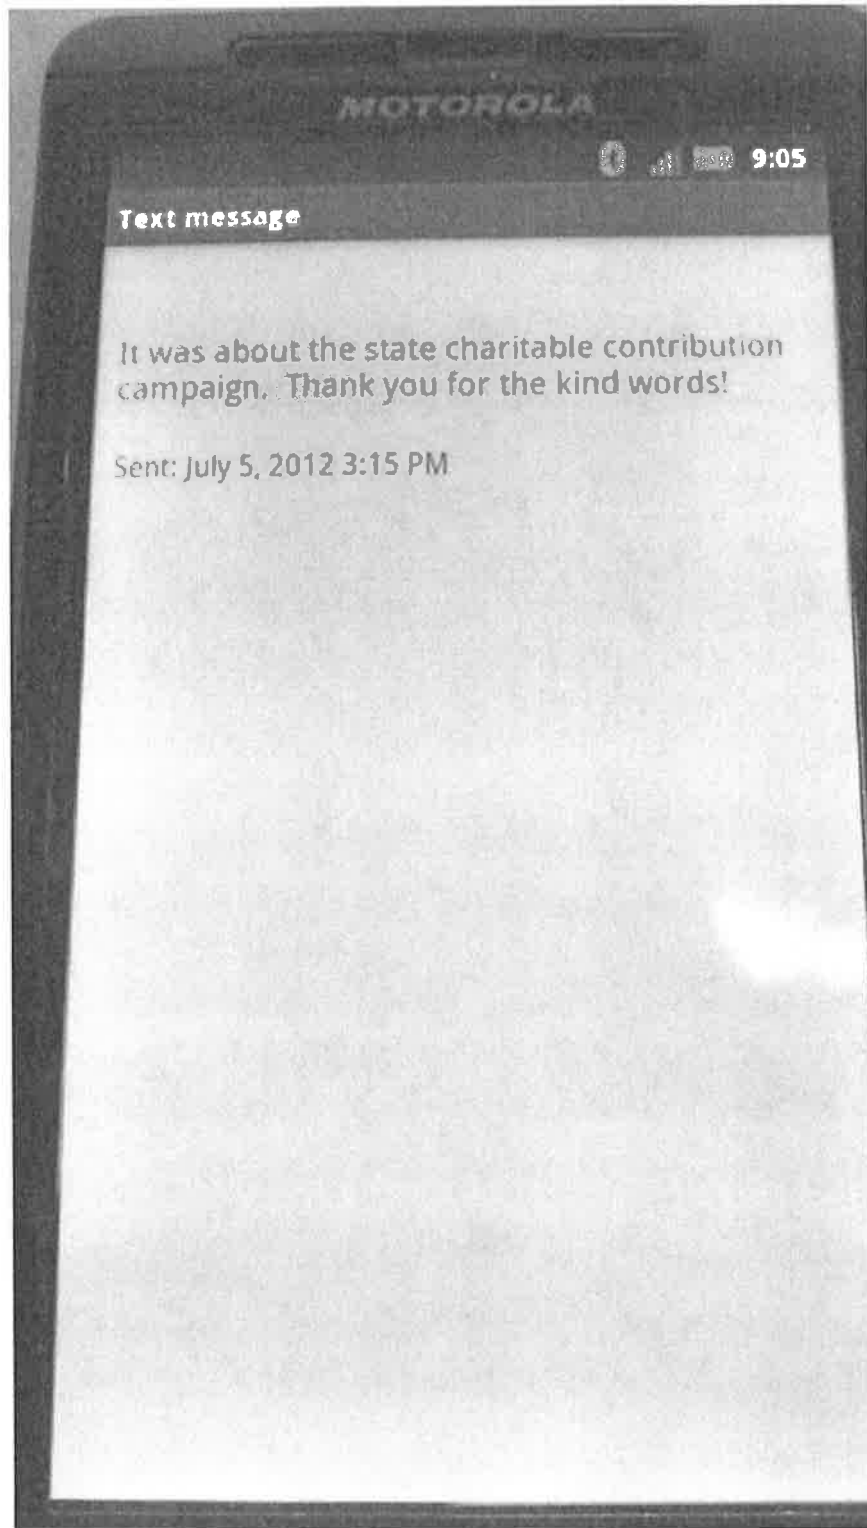 MOTOROLA
9:05
Text message
It was about the state charitable contribution
campaign. Thank you for the kind words!
Sent: July 5, 2012 3:15 PM